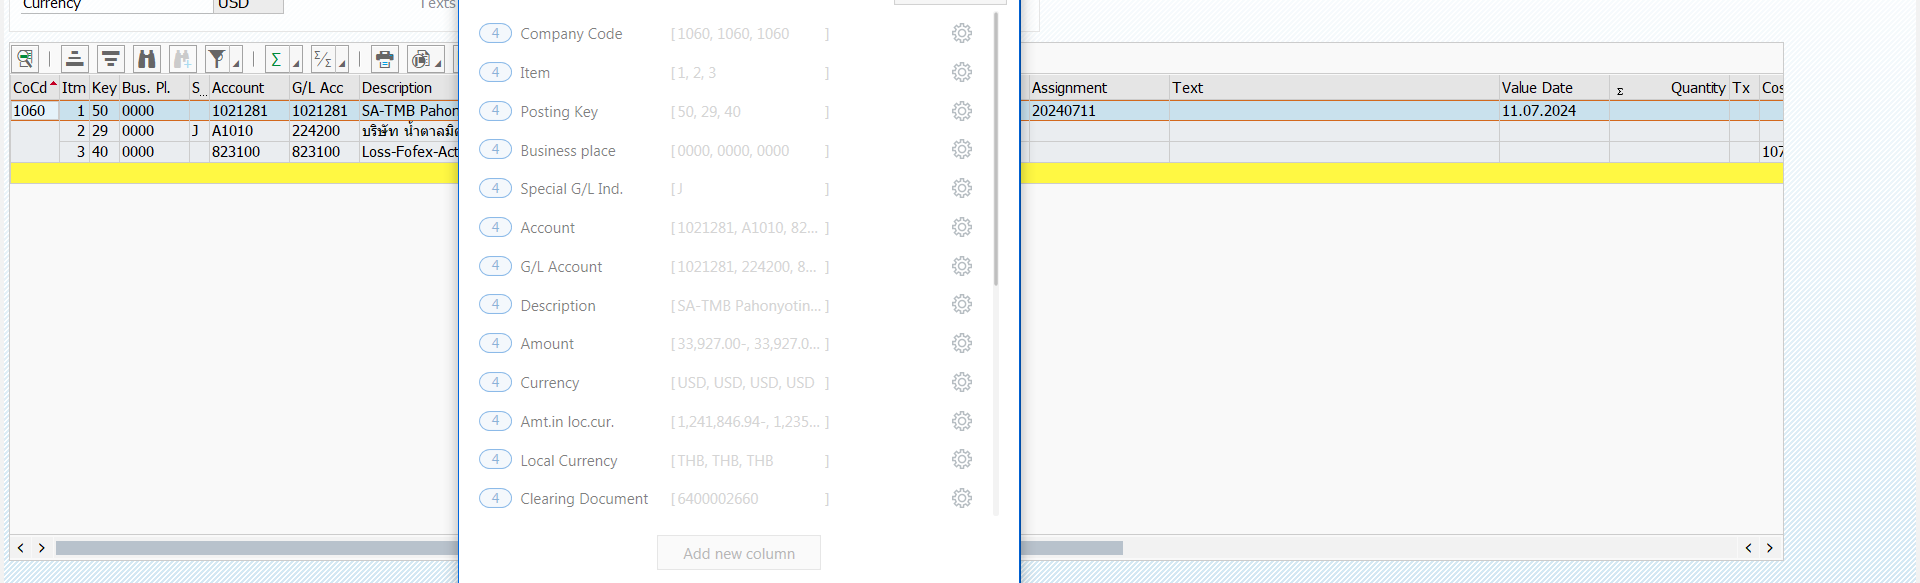 Currency USD Texts
CoCd Itm Key Bus. Pl. S.. Account G/L Acc Description Assignment Text Value Date Σ Quantity Tx Cos
1060 1 50 0000 1021281 1021281 SA-TMB Pahon 20240711 11.07.2024
2 29 0000 J A1010 224200 บริษัท น้ำตาลมิต
3 40 0000 823100 823100 Loss-Fofex-Act 107
4 Company Code [1060, 1060, 1060 ]
4 Item [1, 2, 3 ]
4 Posting Key [50, 29, 40 ]
4 Business place [0000, 0000, 0000 ]
4 Special G/L Ind. [J ]
4 Account [1021281, A1010, 82... ]
4 G/L Account [1021281, 224200, 8... ]
4 Description [SA-TMB Pahonyotin... ]
4 Amount [33,927.00-, 33,927.0... ]
4 Currency [USD, USD, USD, USD ]
4 Amt.in loc.cur. [1,241,846.94-, 1,235... ]
4 Local Currency [THB, THB, THB ]
4 Clearing Document [6400002660 ]
Add new column